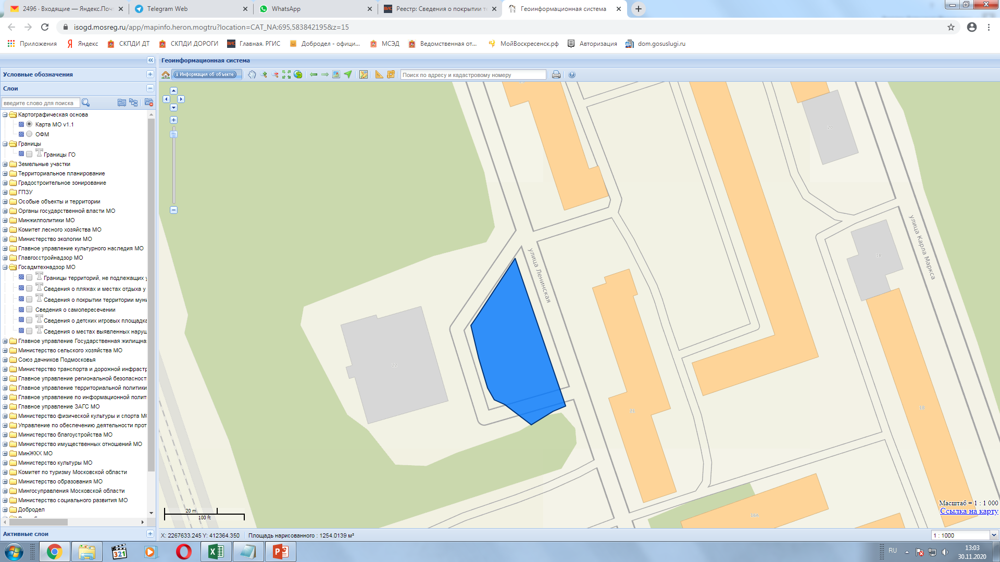 2496 · Входящие — Яндекс.Поч
Telegram Web
WhatsApp
Реестр: Сведения о покрытии т
Геоинформационная система
isogd.mosreg.ru/app/mapinfo.heron.mogtru?location=CAT_NA:695,583842195&z=15
Приложения
Яндекс
СКПДИ ДТ
СКПДИ ДОРОГИ
Главная. РГИС
Добродел - офици...
МСЭД
Ведомственная от...
МойВоскресенск.рф
Авторизация
dom.gosuslugi.ru
Геоинформационная система
Условные обозначения
Информация об объекте
Поиск по адресу и кадастровому номеру
Слои
введите слово для поиска
Картографическая основа
Карта МО v1.1
ОФМ
Границы
Границы ГО
Земельные участки
Территориальное планирование
Градостроительное зонирование
ГПЗУ
Особые объекты и территории
Органы государственной власти МО
Минжилполитики МО
Комитет лесного хозяйства МО
Министерство экологии МО
Главное управление культурного наследия МО
Главгосстройнадзор МО
Госадмтехнадзор МО
Границы территорий, не подлежащих у
Сведения о пляжах и местах отдыха у
Сведения о покрытии территории муни
Сведения о самопересечении
Сведения о детских игровых площадка
Сведения о местах выявленных наруш
Главное управление Государственная жилищна
Министерство сельского хозяйства МО
Союз дачников Подмосковья
Министерство транспорта и дорожной инфрастр
Главное управление региональной безопасност
Главное управление территориальной политики
Главное управление по информационной полит
Главное управление ЗАГС МО
Министерство физической культуры и спорта МО
Управление по обеспечению деятельности прот
Министерство благоустройства МО
Министерство имущественных отношений МО
МинЖКХ МО
Министерство культуры МО
Комитет по туризму Московской области
Министерство образования МО
Мингосуправления Московской области
Министерство социального развития МО
Добродел
Активные слои
улица Ленинская
улица Карла Маркса
20
18
22
21
18
16А
20 m
100 ft
Масштаб = 1 : 1 000
Ссылка на карту
X: 2267633.245 Y: 412364.350
Площадь нарисованного : 1254.0139 м²
1 : 1000
321
RU
13:03
30.11.2020